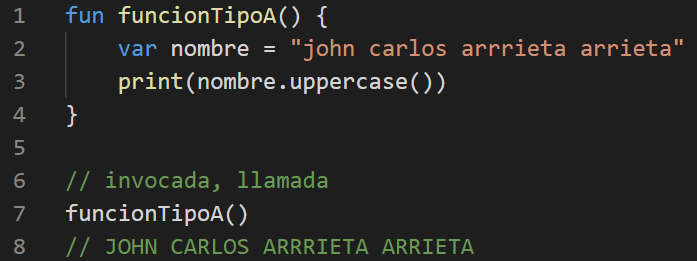 1 fun funcionTipoA() {
2 var nombre = "john carlos arrrieta arrieta"
3 print(nombre.uppercase())
4 }
5
6 // invocada, llamada
7 funcionTipoA()
8 // JOHN CARLOS ARRRIETA ARRIETA